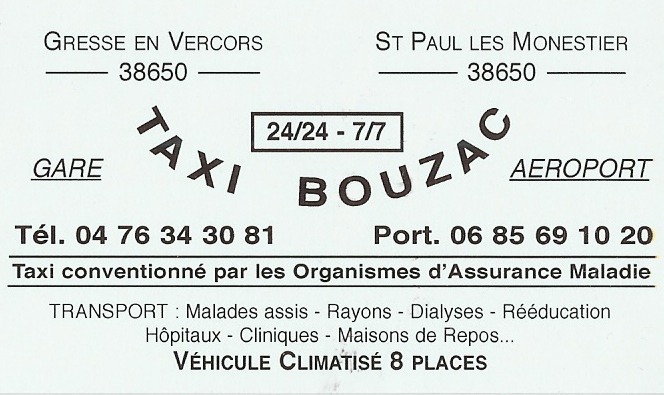 GRESSE EN VERCORS
38650
ST PAUL LES MONESTIER
38650
24/24 - 7/7
TAXI BOUZAC
GARE
AEROPORT
Tél. 04 76 34 30 81
Port. 06 85 69 10 20
Taxi conventionné par les Organismes d'Assurance Maladie
TRANSPORT : Malades assis - Rayons - Dialyses - Rééducation
Hôpitaux - Cliniques - Maisons de Repos...
VÉHICULE CLIMATISÉ 8 PLACES